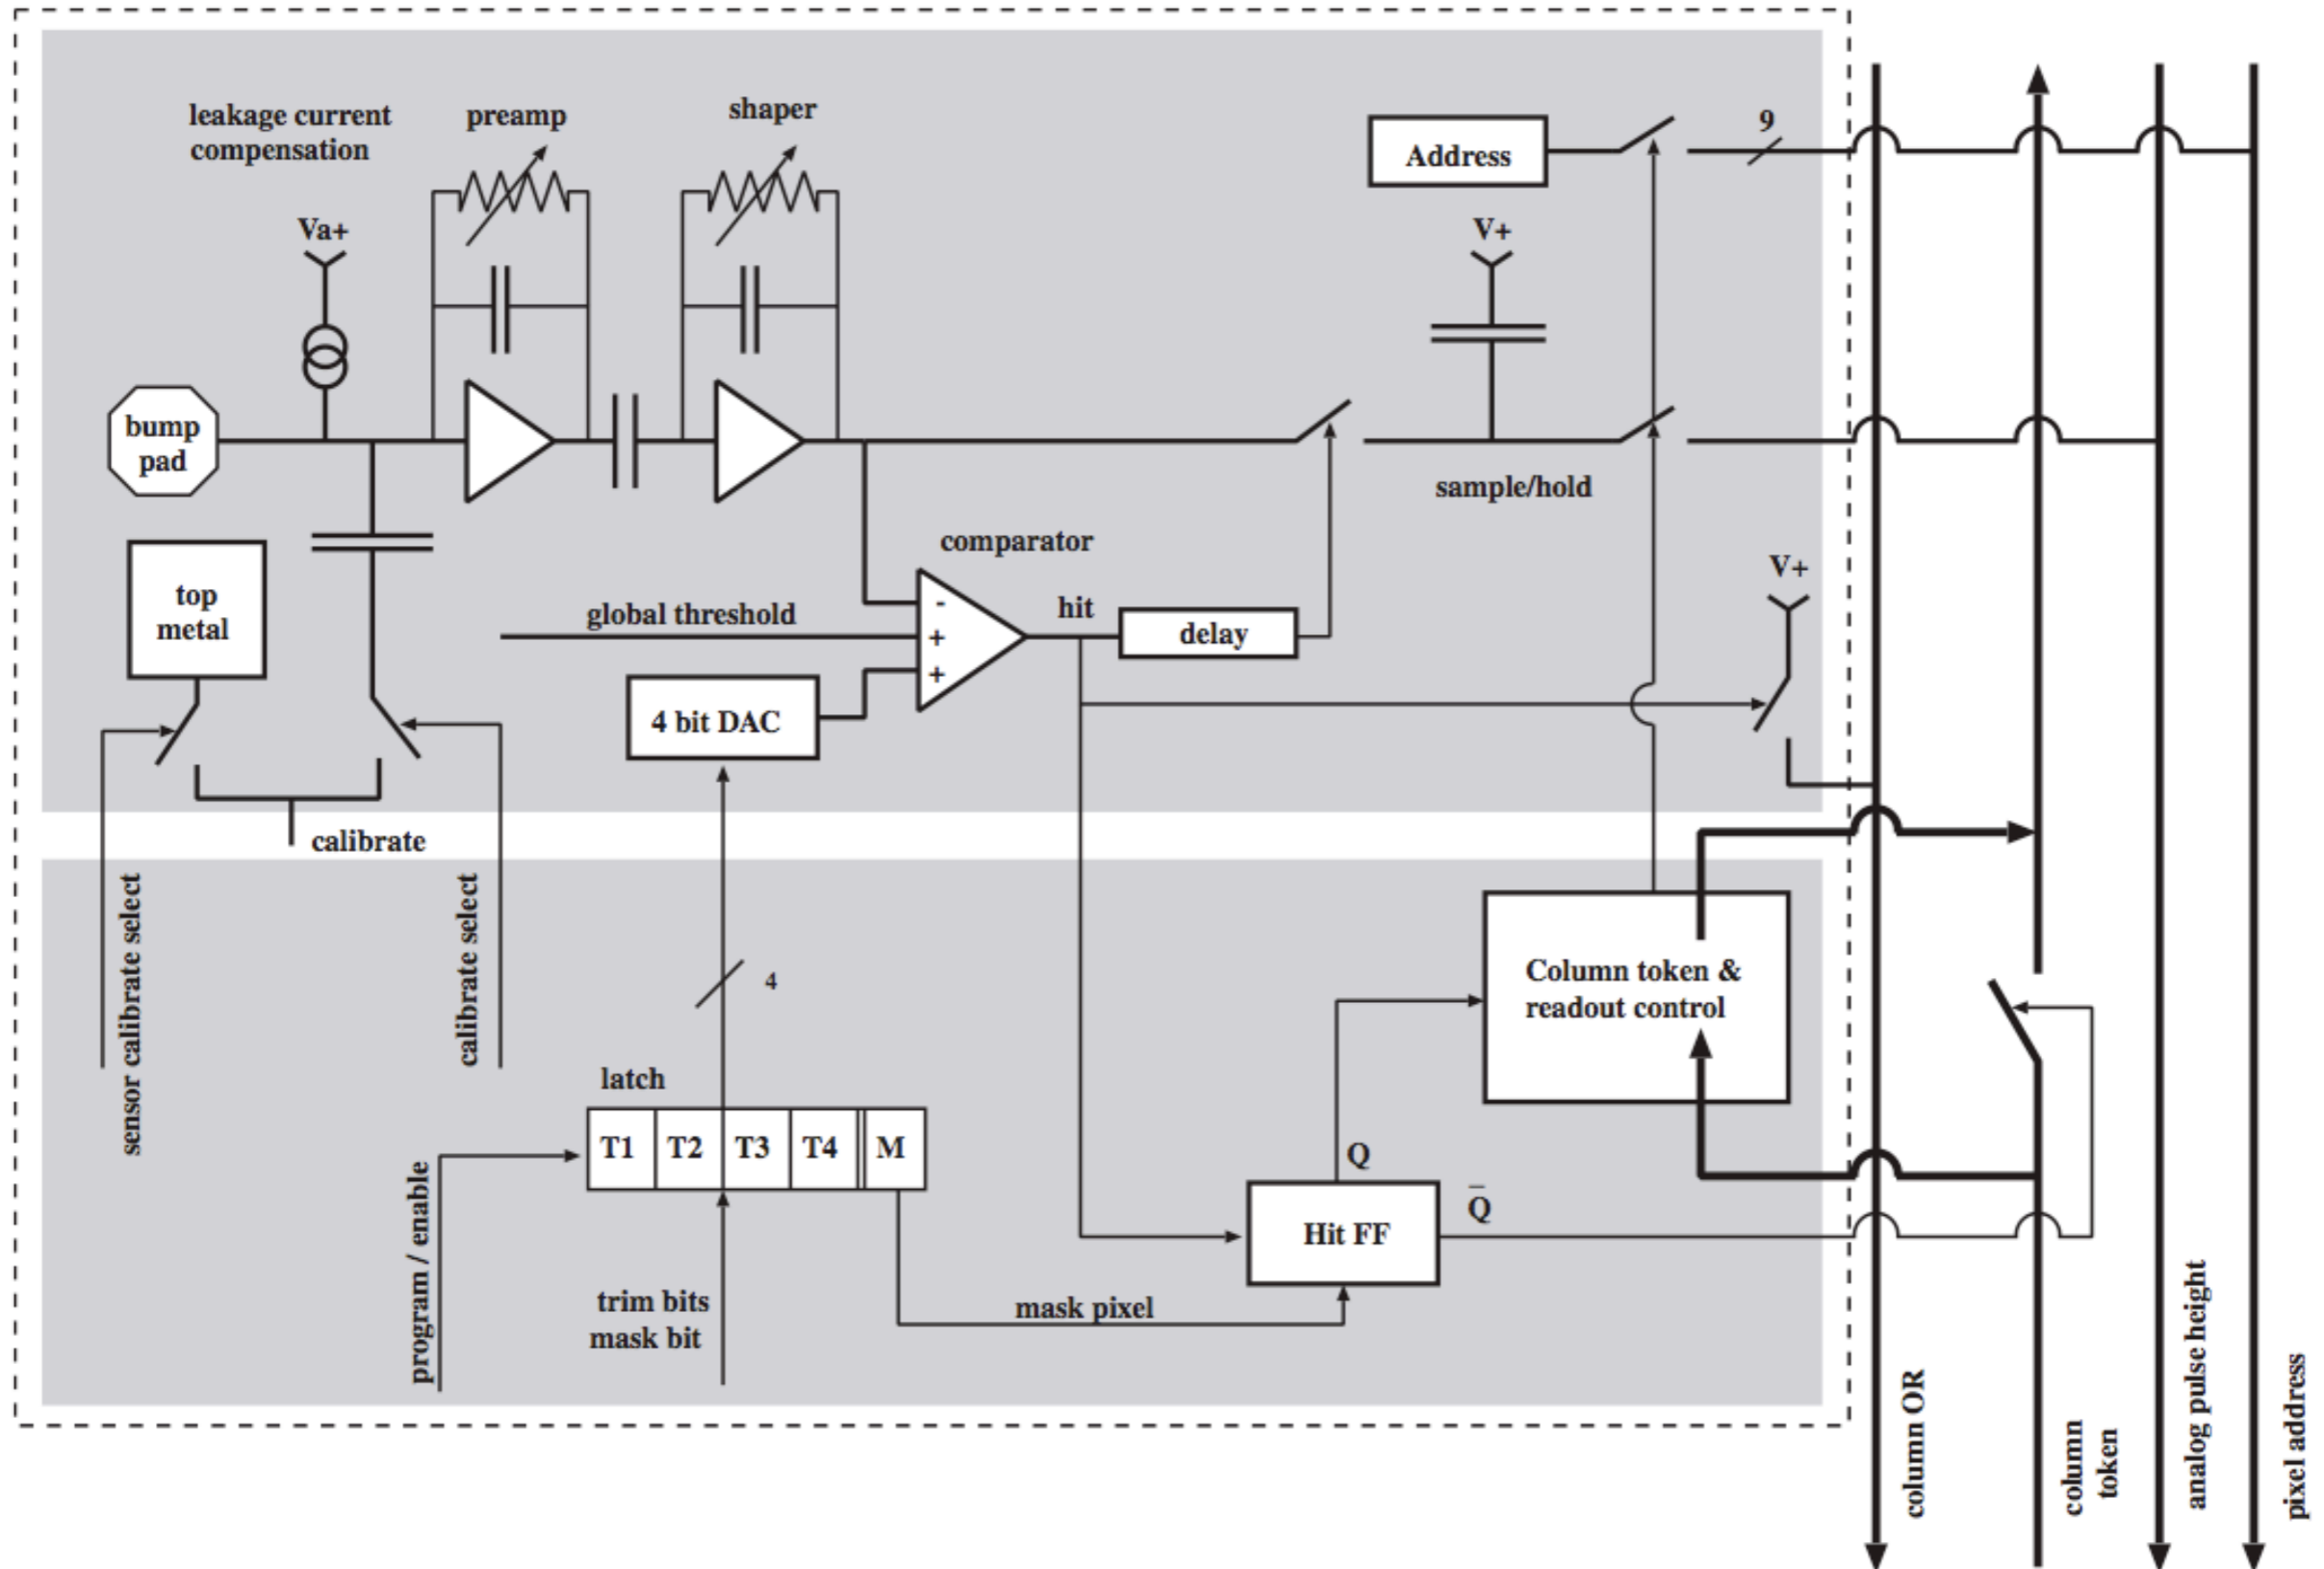 leakage current
compensation
preamp
shaper
Address
9
Va+
V+
bump
pad
sample/hold
top
metal
comparator
global threshold
-
+
+
hit
delay
V+
4 bit DAC
calibrate
sensor calibrate select
calibrate select
4
Column token &
readout control
latch
T1 T2 T3 T4 M
Q
Q̅
Hit FF
program / enable
trim bits
mask bit
mask pixel
column OR
column
token
analog pulse height
pixel address